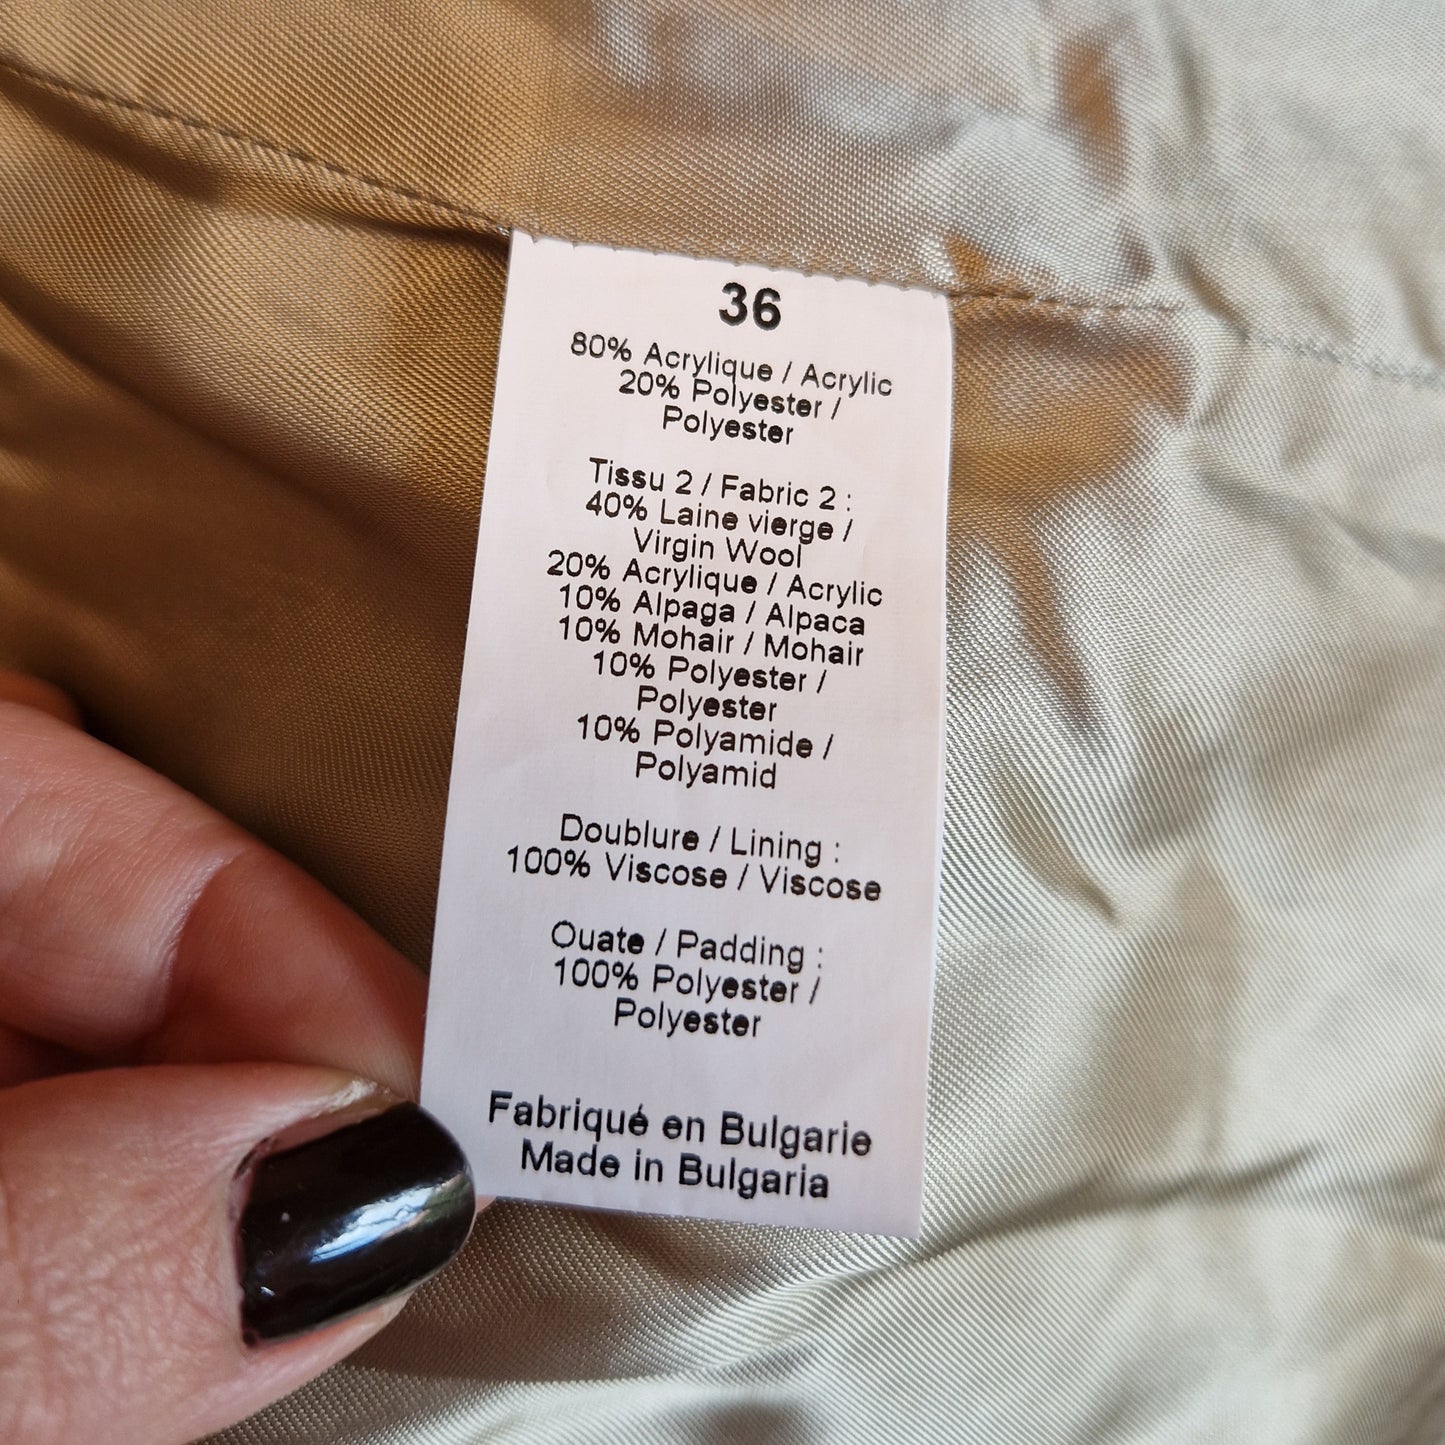 36
80% Acrylique / Acrylic
20% Polyester /
Polyester
Tissu 2 / Fabric 2 :
40% Laine vierge /
Virgin Wool
20% Acrylique / Acrylic
10% Alpaga / Alpaca
10% Mohair / Mohair
10% Polyester /
Polyester
10% Polyamide /
Polyamid
Doublure / Lining :
100% Viscose / Viscose
Ouate / Padding :
100% Polyester /
Polyester
Fabriqué en Bulgarie
Made in Bulgaria